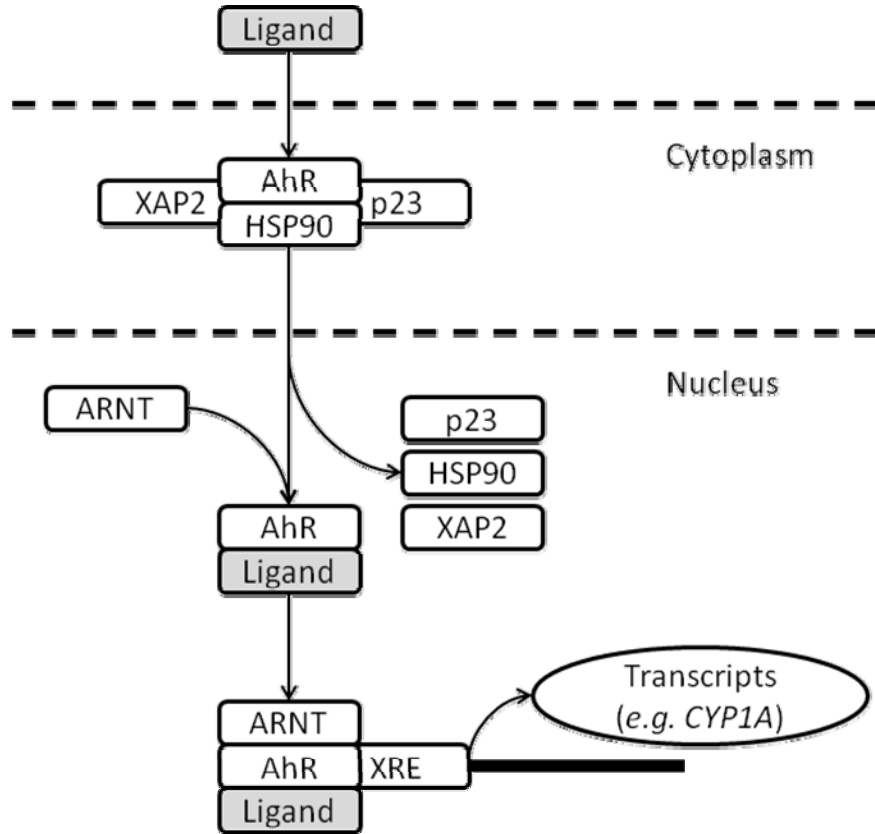 Ligand
Cytoplasm
AhR
XAP2
p23
HSP90
Nucleus
ARNT
p23
HSP90
AhR
XAP2
Ligand
Transcripts
(e.g. CYP1A)
ARNT
AhR
XRE
Ligand